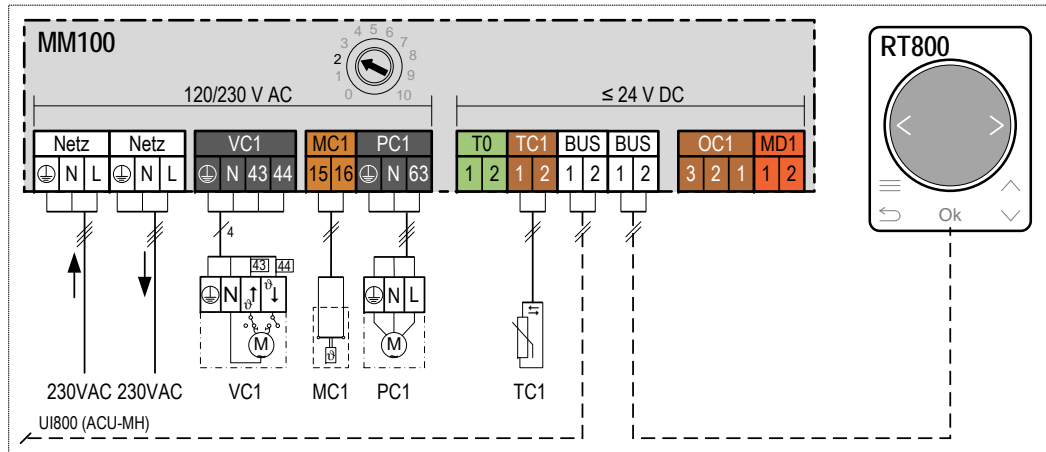 MM100
4 5 6
3 7
2 8
1 9
0 10
120/230 V AC
≤ 24 V DC
RT800
Netz Netz VC1 MC1 PC1 T0 TC1 BUS BUS OC1 MD1
N L N L N 43 44 15 16 N 63 1 2 1 2 1 2 1 2 3 2 1 1 2
< >
Ok
4
43 44
N ϑ↑ ϑ↓ N L
M ϑ M
230VAC 230VAC VC1 MC1 PC1 TC1
UI800 (ACU-MH)